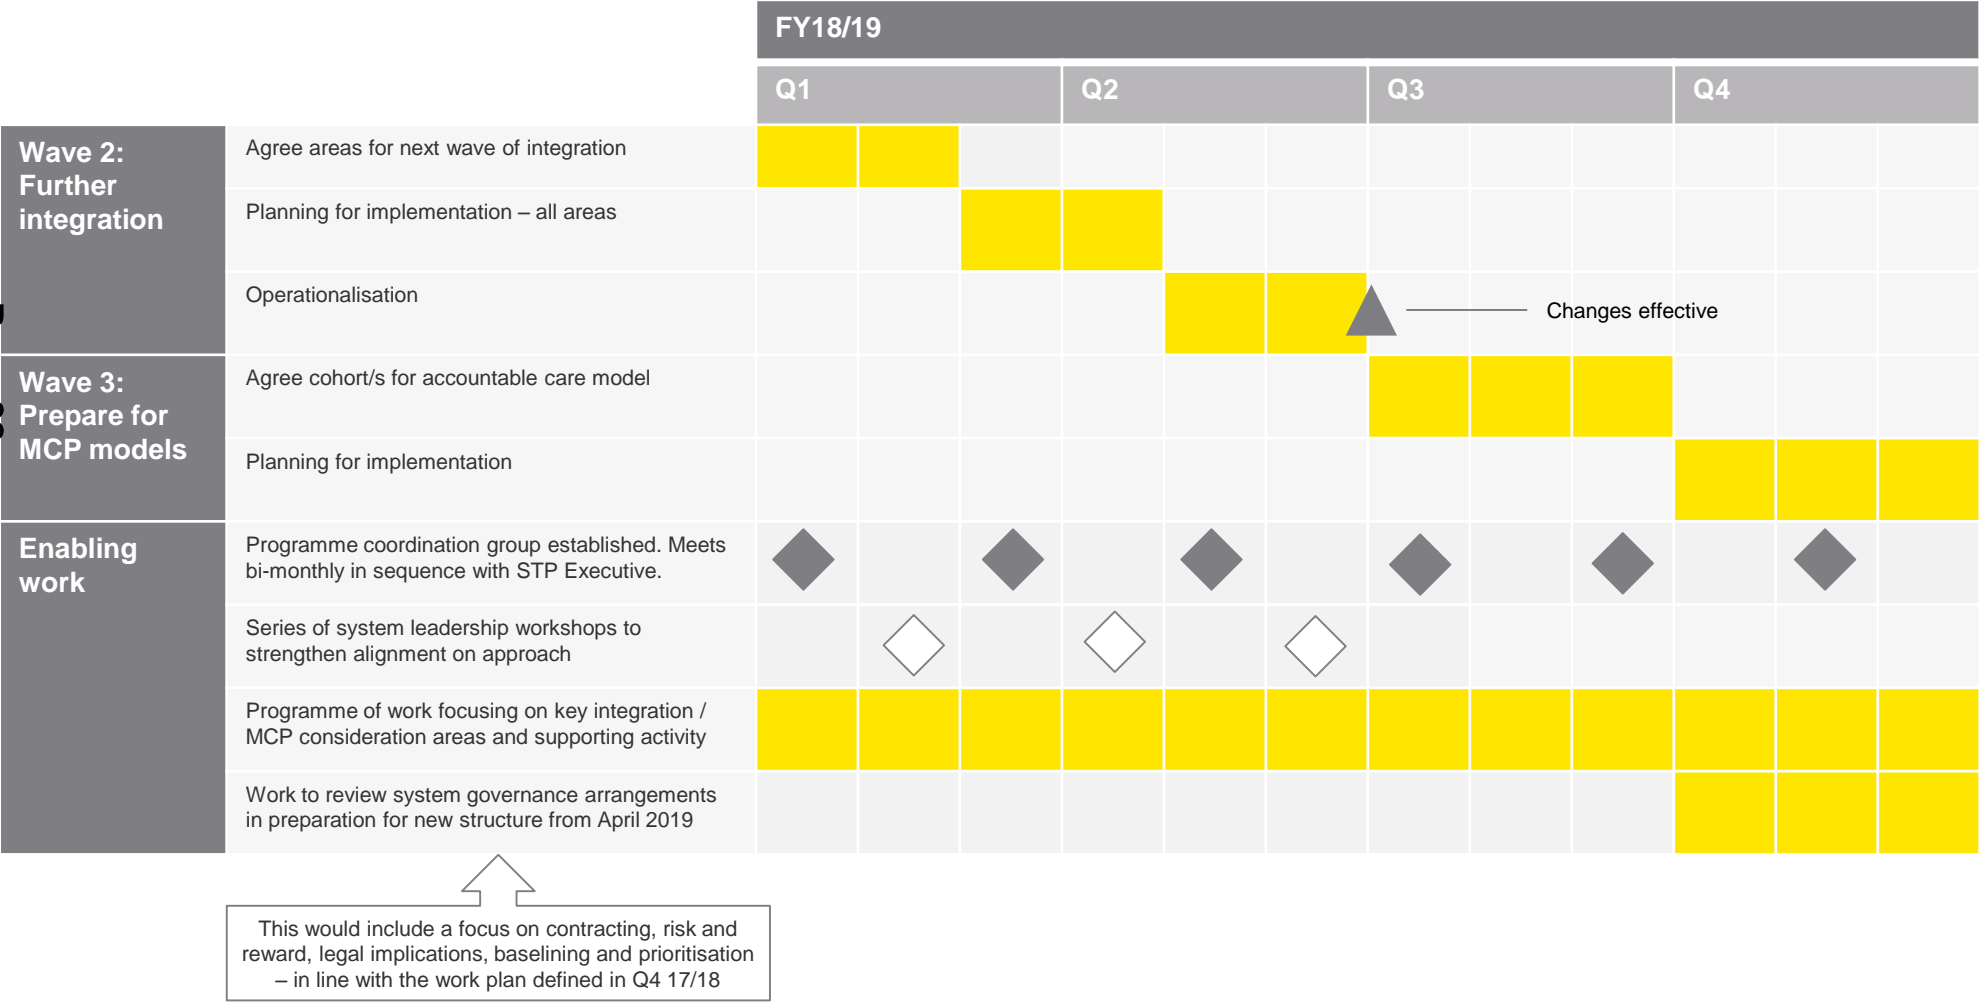 FY18/19
Q1 Q2 Q3 Q4
Wave 2:
Further
integration
Agree areas for next wave of integration
Planning for implementation – all areas
Operationalisation
Changes effective
Wave 3:
Prepare for
MCP models
Agree cohort/s for accountable care model
Planning for implementation
Enabling
work
Programme coordination group established. Meets
bi-monthly in sequence with STP Executive.
Series of system leadership workshops to
strengthen alignment on approach
Programme of work focusing on key integration /
MCP consideration areas and supporting activity
Work to review system governance arrangements
in preparation for new structure from April 2019
This would include a focus on contracting, risk and
reward, legal implications, baselining and prioritisation
– in line with the work plan defined in Q4 17/18